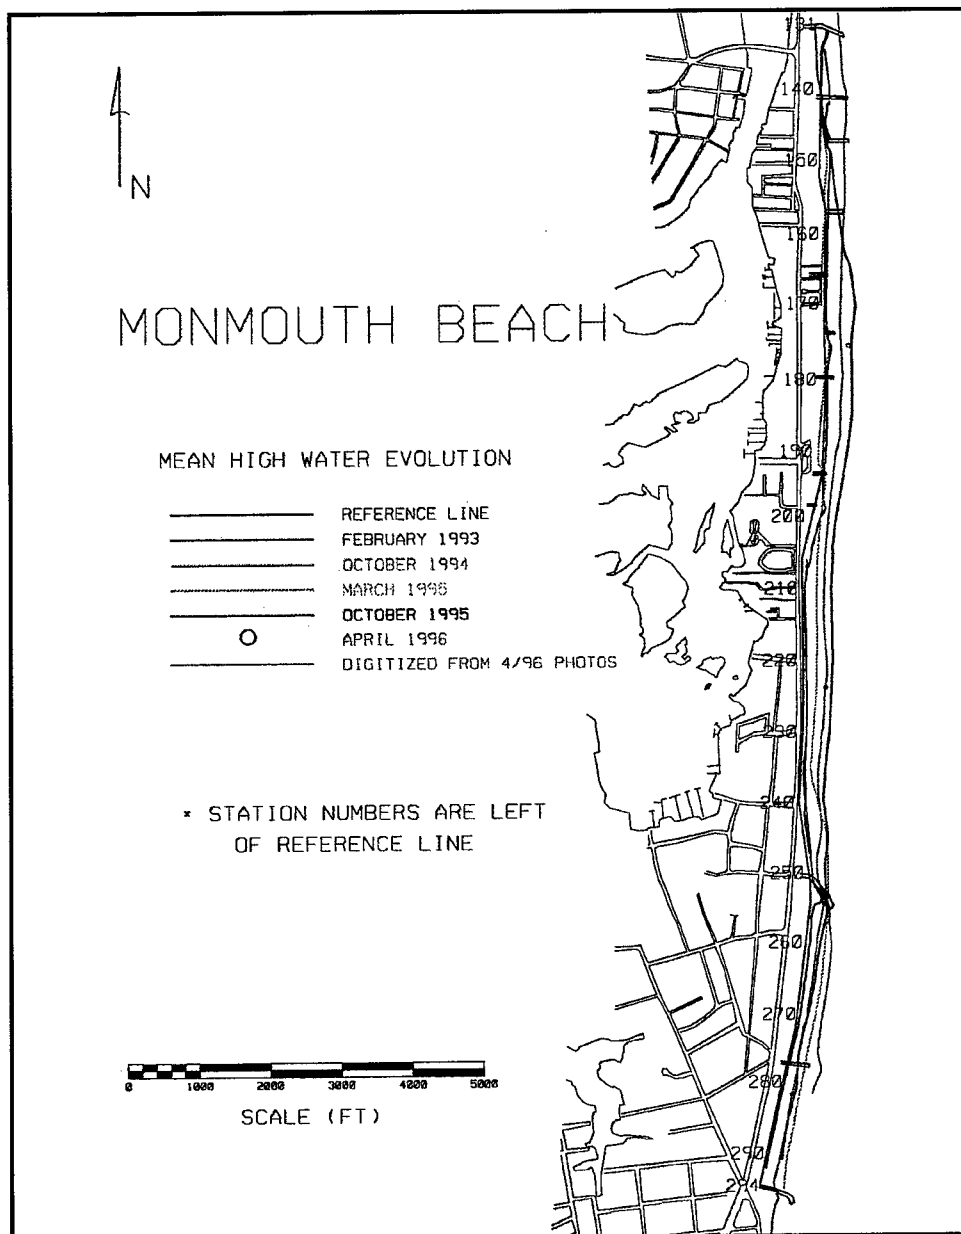 131
140
150
N
160
170
MONMOUTH BEACH
180
190
MEAN HIGH WATER EVOLUTION
REFERENCE LINE
200
FEBRUARY 1993
OCTOBER 1994
MARCH 1995
210
OCTOBER 1995
APRIL 1996
DIGITIZED FROM 4/96 PHOTOS
220
230
240
* STATION NUMBERS ARE LEFT
OF REFERENCE LINE
250
260
270
280
0 1000 2000 3000 4000 5000
SCALE (FT)
290
294